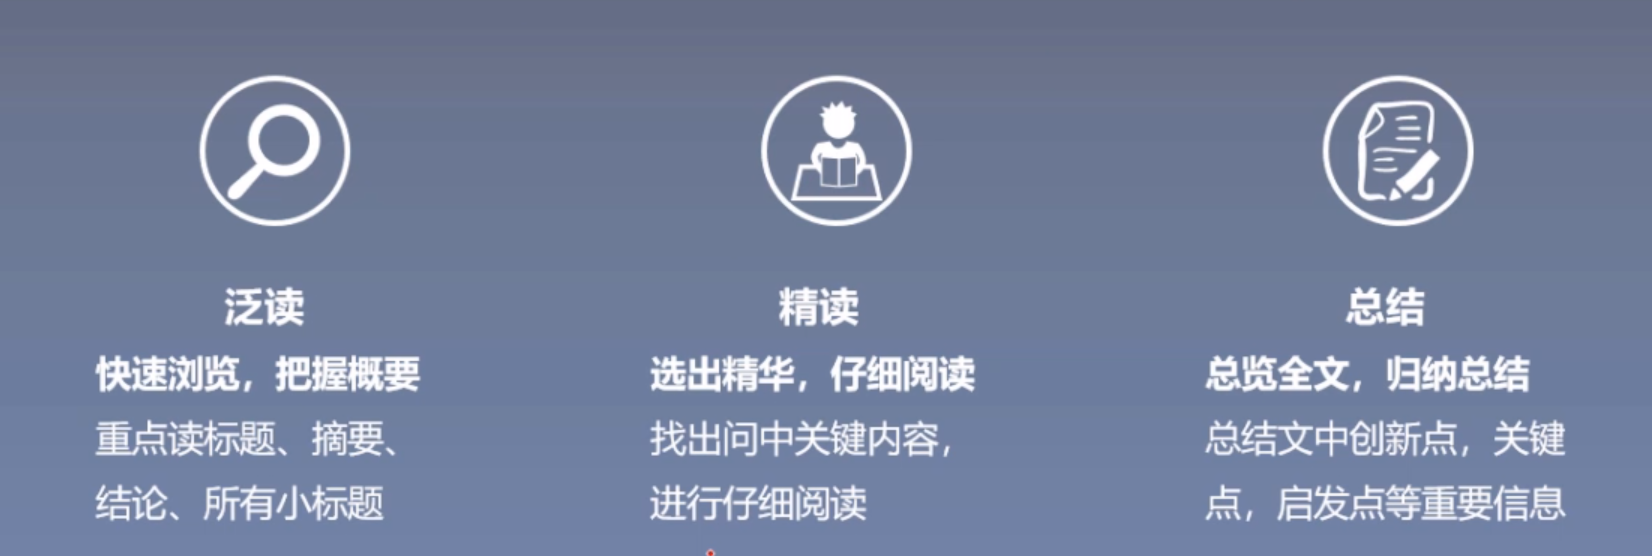 泛读
快速浏览，把握概要
重点读标题、摘要、
结论、所有小标题
精读
选出精华，仔细阅读
找出问中关键内容，
进行仔细阅读
总结
总览全文，归纳总结
总结文中创新点，关键
点，启发点等重要信息